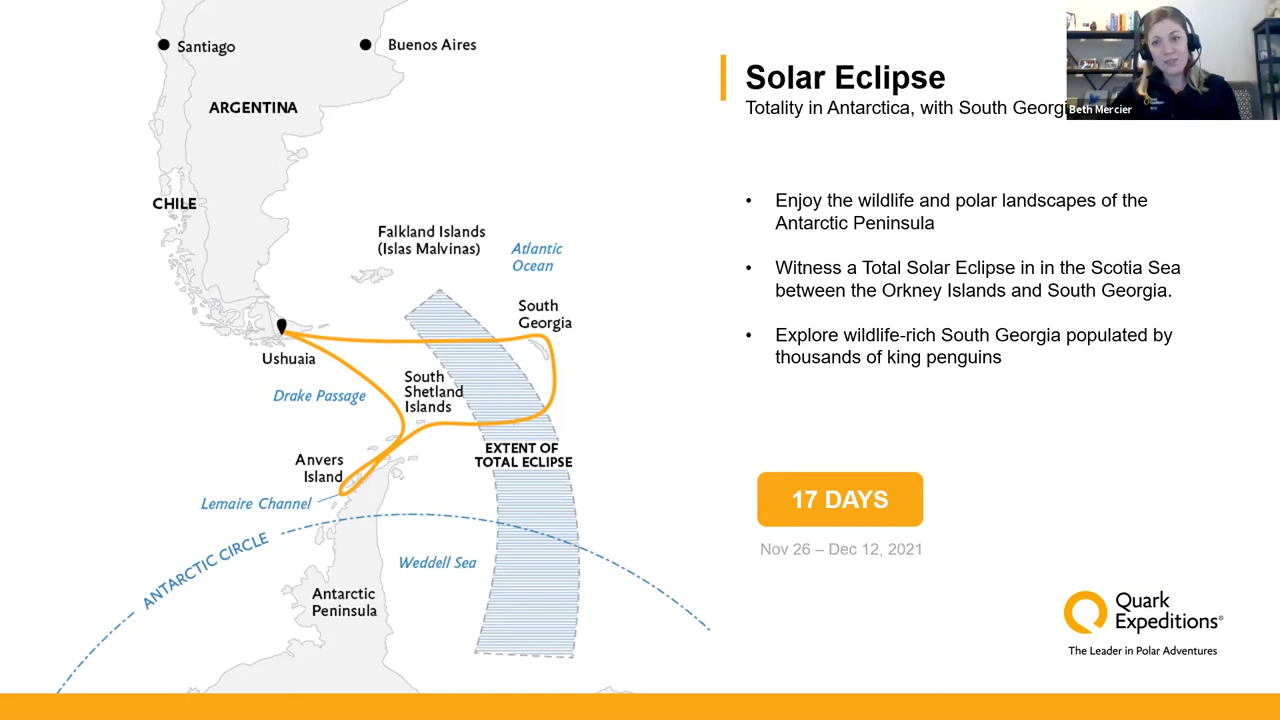 Santiago
Buenos Aires
ARGENTINA
CHILE
Falkland Islands
(Islas Malvinas)
Atlantic
Ocean
South
Georgia
Ushuaia
South
Shetland
Islands
Drake Passage
EXTENT OF
TOTAL ECLIPSE
Anvers
Island
Lemaire Channel
ANTARCTIC CIRCLE
Weddell Sea
Antarctic
Peninsula
Solar Eclipse
Totality in Antarctica, with South Georgi
Beth Mercier
• Enjoy the wildlife and polar landscapes of the
Antarctic Peninsula
• Witness a Total Solar Eclipse in in the Scotia Sea
between the Orkney Islands and South Georgia.
• Explore wildlife-rich South Georgia populated by
thousands of king penguins
17 DAYS
Nov 26 – Dec 12, 2021
Quark
Expeditions®
The Leader in Polar Adventures